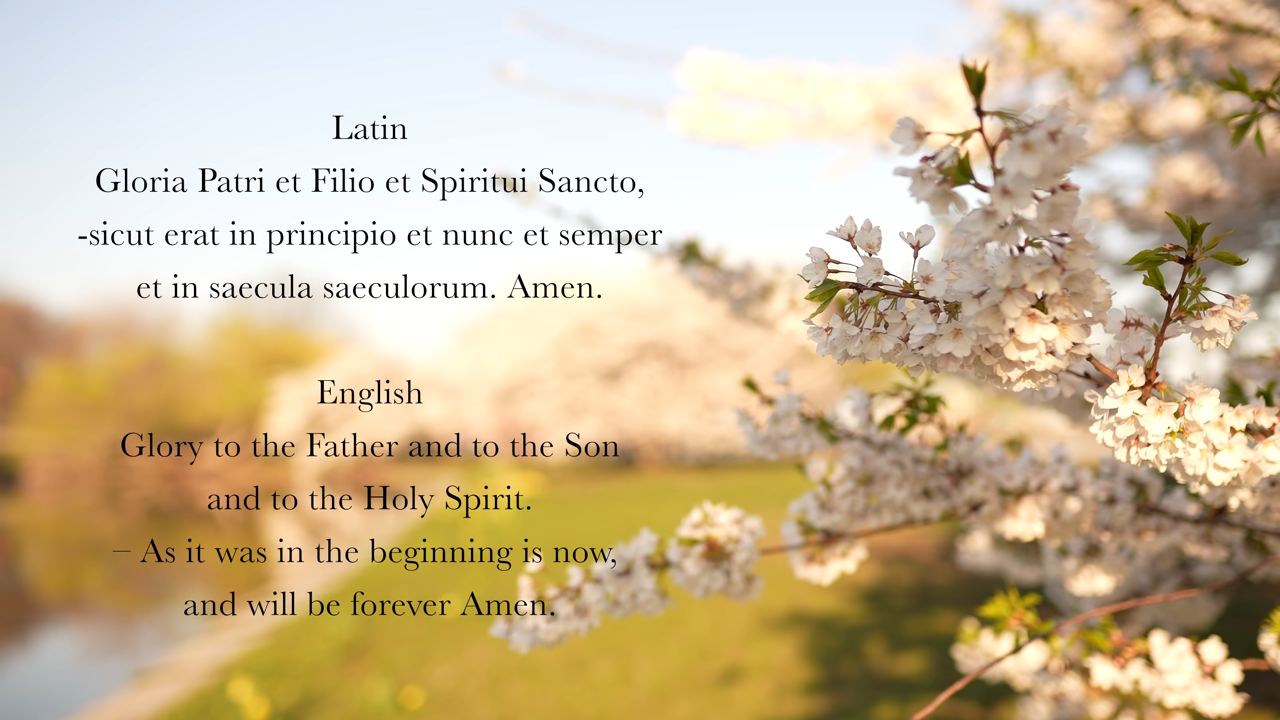 Latin
Gloria Patri et Filio et Spiritui Sancto,
-sicut erat in principio et nunc et semper
et in saecula saeculorum. Amen.
English
Glory to the Father and to the Son
and to the Holy Spirit.
– As it was in the beginning is now,
and will be forever Amen.